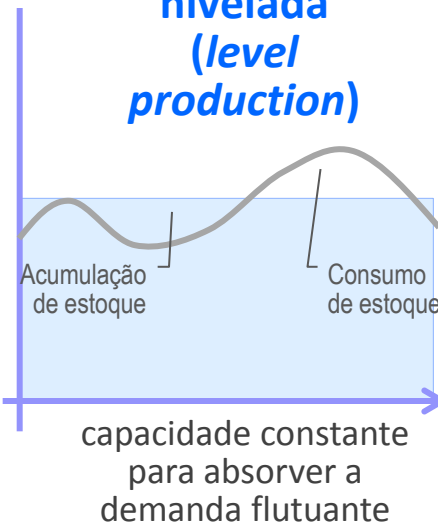 nivelada
(level
production)
Acumulação
de estoque
Consumo
de estoque
capacidade constante
para absorver a
demanda flutuante